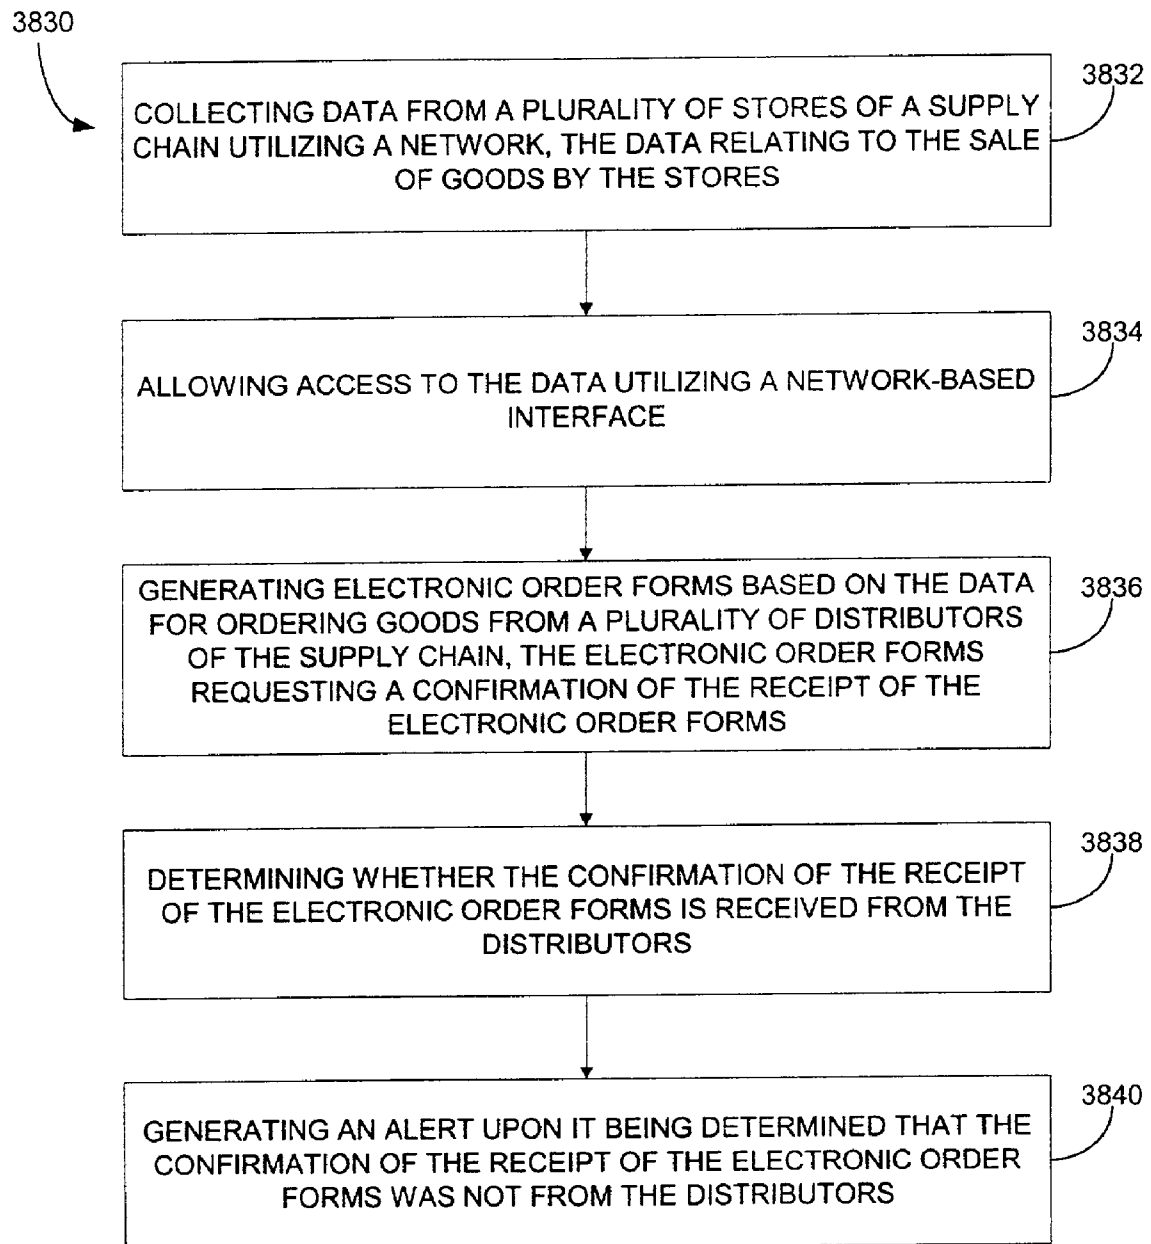 3830
3832
COLLECTING DATA FROM A PLURALITY OF STORES OF A SUPPLY
CHAIN UTILIZING A NETWORK, THE DATA RELATING TO THE SALE
OF GOODS BY THE STORES
3834
ALLOWING ACCESS TO THE DATA UTILIZING A NETWORK-BASED
INTERFACE
3836
GENERATING ELECTRONIC ORDER FORMS BASED ON THE DATA
FOR ORDERING GOODS FROM A PLURALITY OF DISTRIBUTORS
OF THE SUPPLY CHAIN, THE ELECTRONIC ORDER FORMS
REQUESTING A CONFIRMATION OF THE RECEIPT OF THE
ELECTRONIC ORDER FORMS
3838
DETERMINING WHETHER THE CONFIRMATION OF THE RECEIPT
OF THE ELECTRONIC ORDER FORMS IS RECEIVED FROM THE
DISTRIBUTORS
3840
GENERATING AN ALERT UPON IT BEING DETERMINED THAT THE
CONFIRMATION OF THE RECEIPT OF THE ELECTRONIC ORDER
FORMS WAS NOT FROM THE DISTRIBUTORS